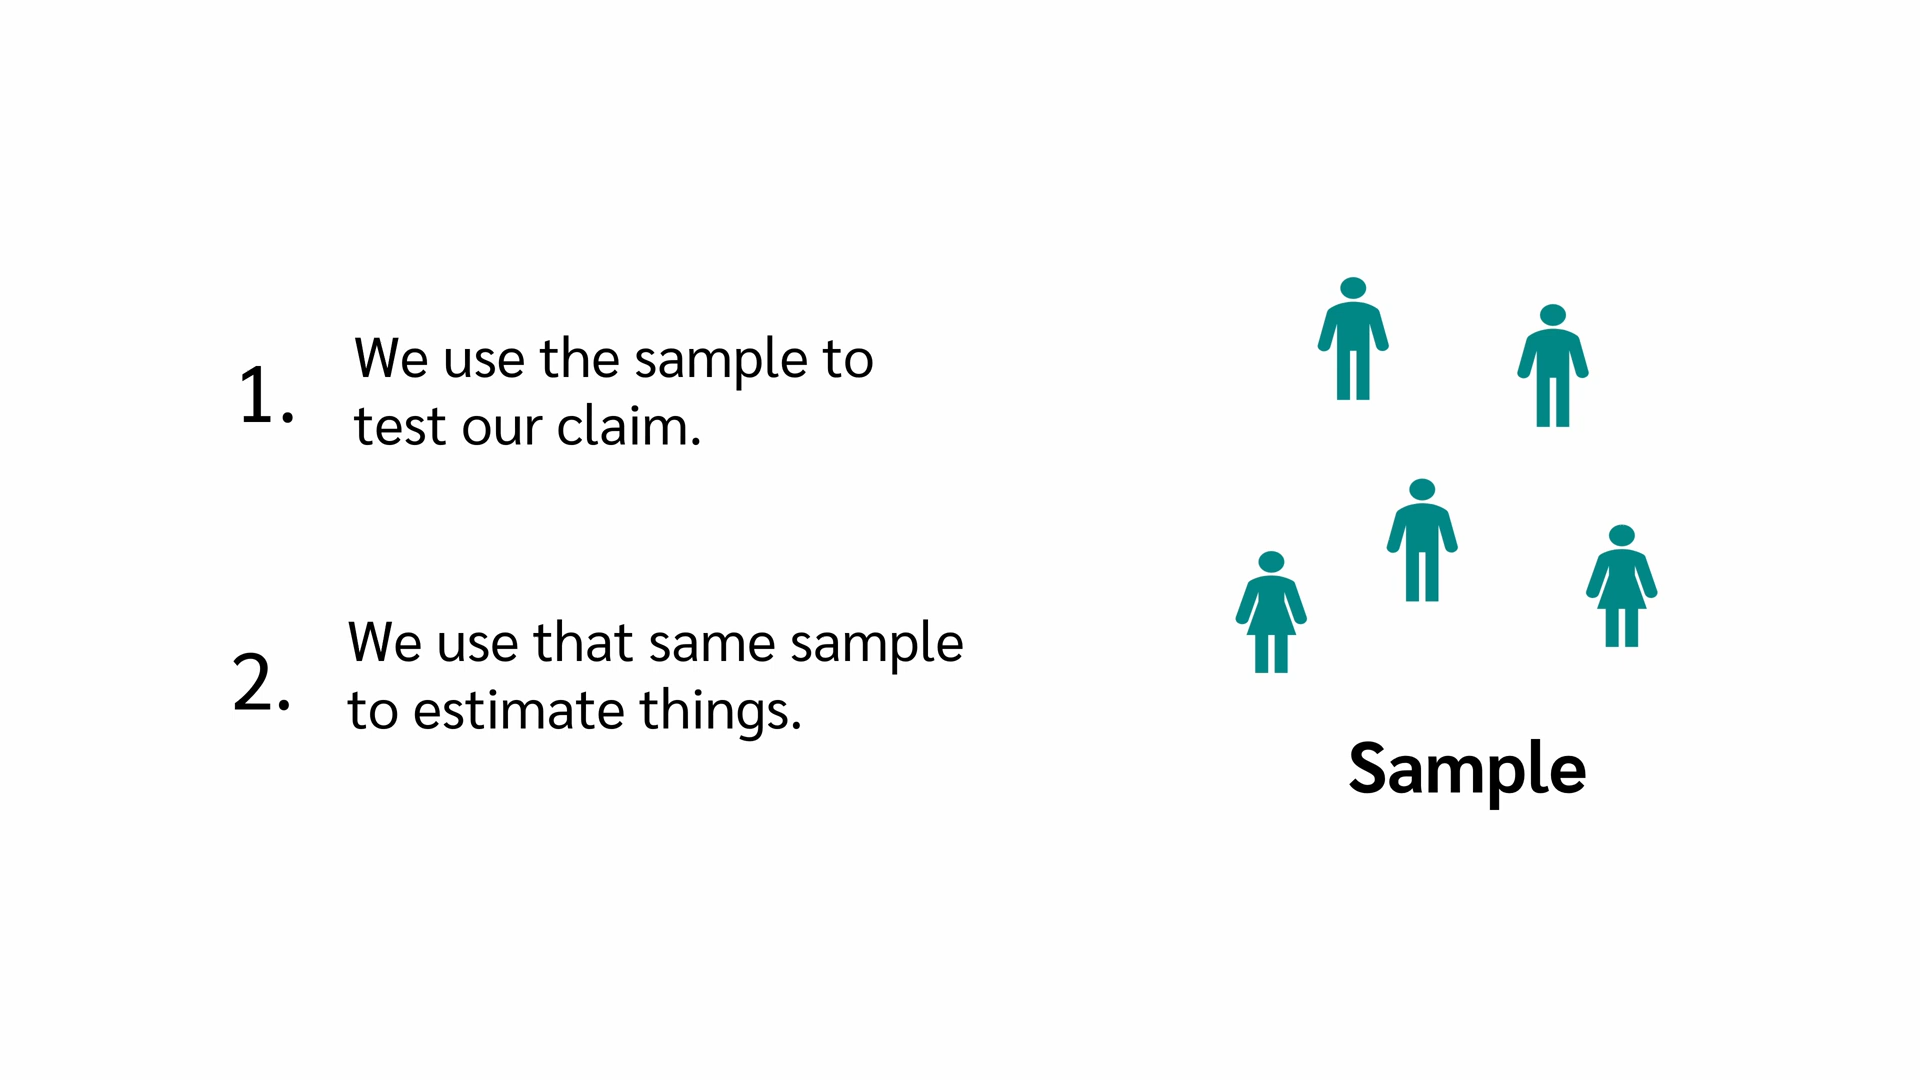 1. We use the sample to
test our claim.
2. We use that same sample
to estimate things.
Sample